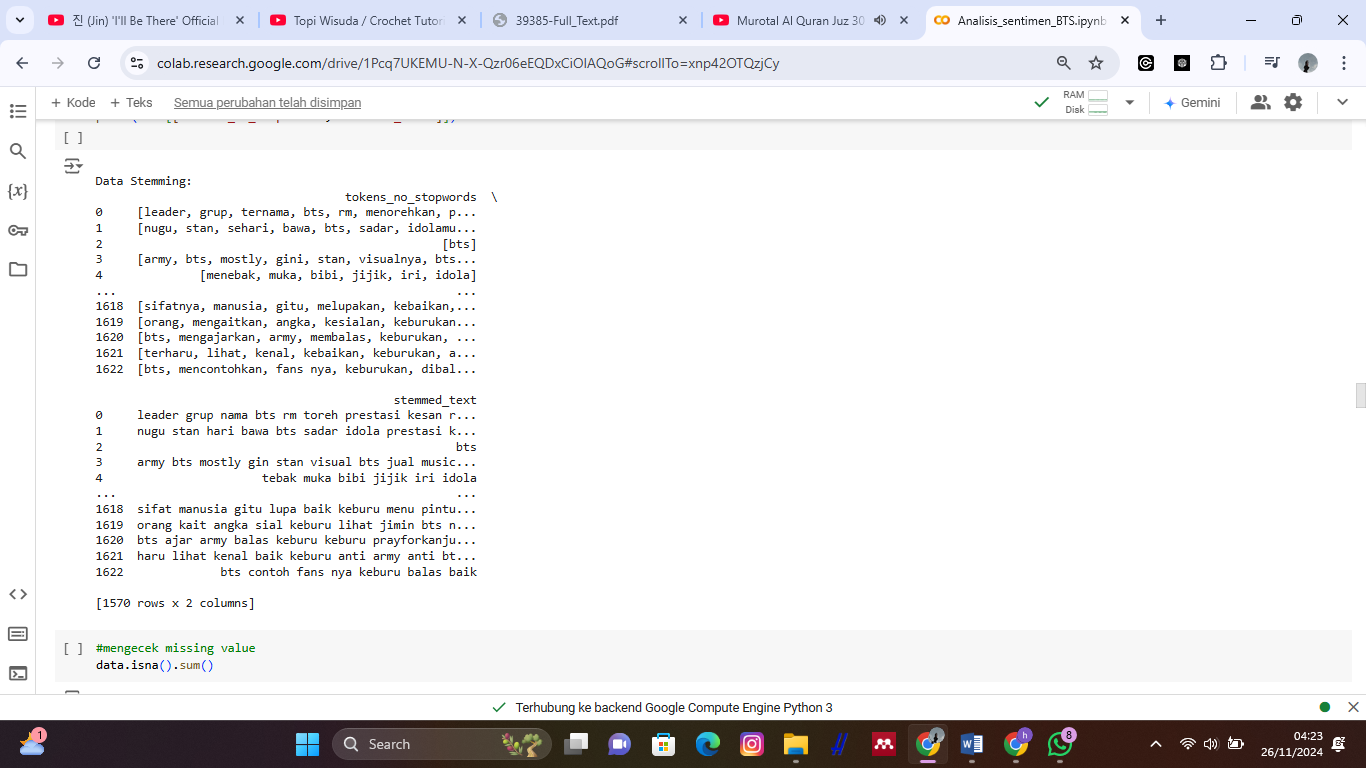 진 (Jin) 'I'll Be There' Official
Topi Wisuda / Crochet Tutori
39385-Full_Text.pdf
Murotal Al Quran Juz 30
Analisis_sentimen_BTS.ipynb
colab.research.google.com/drive/1Pcq7UKEMU-N-X-Qzr06eEQDxCiOIAQoG#scrollTo=xnp42OTQzjCy
+ Kode + Teks Semua perubahan telah disimpan
RAM
Disk
Gemini
[ ]
Data Stemming:
tokens_no_stopwords \
0 [leader, grup, ternama, bts, rm, menorehkan, p...
1 [nugu, stan, sehari, bawa, bts, sadar, idolamu...
2 [bts]
3 [army, bts, mostly, gini, stan, visualnya, bts...
4 [menebak, muka, bibi, jijik, iri, idola]
... ...
1618 [sifatnya, manusia, gitu, melupakan, kebaikan,...
1619 [orang, mengaitkan, angka, kesialan, keburukan...
1620 [bts, mengajarkan, army, membalas, keburukan, ...
1621 [terharu, lihat, kenal, kebaikan, keburukan, a...
1622 [bts, mencontohkan, fans nya, keburukan, dibal...
stemmed_text
0 leader grup nama bts rm toreh prestasi kesan r...
1 nugu stan hari bawa bts sadar idola prestasi k...
2 bts
3 army bts mostly gin stan visual bts jual music...
4 tebak muka bibi jijik iri idola
... ...
1618 sifat manusia gitu lupa baik keburu menu pintu...
1619 orang kait angka sial keburu lihat jimin bts n...
1620 bts ajar army balas keburu keburu prayforkanju...
1621 haru lihat kenal baik keburu anti army anti bt...
1622 bts contoh fans nya keburu balas baik
[1570 rows x 2 columns]
[ ] #mengecek missing value
data.isna().sum()
Terhubung ke backend Google Compute Engine Python 3
1
Search
h
8
04:23
26/11/2024